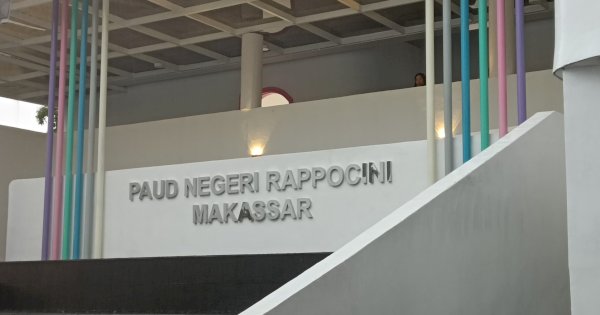 PAUD NEGERI RAPPOCINI
MAKASSAR